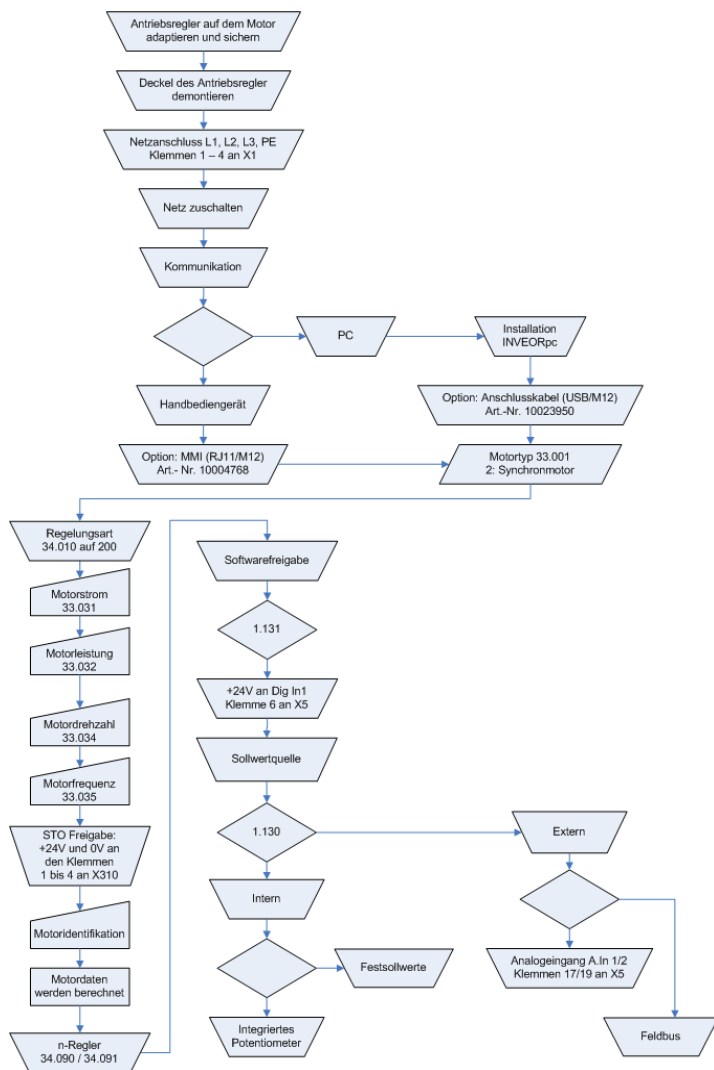 Antriebsregler auf dem Motor
adaptieren und sichern
Deckel des Antriebsregler
demontieren
Netzanschluss L1, L2, L3, PE
Klemmen 1 – 4 an X1
Netz zuschalten
Kommunikation
PC
Installation
INVEORpc
Handbediengerät
Option: Anschlusskabel (USB/M12)
Art.-Nr. 10023950
Option: MMI (RJ11/M12)
Art.- Nr. 10004768
Motortyp 33.001
2: Synchronmotor
Regelungsart
34.010 auf 200
Motorstrom
33.031
Motorleistung
33.032
Motordrehzahl
33.034
Motorfrequenz
33.035
STO Freigabe:
+24V und 0V an
den Klemmen
1 bis 4 an X310
Motoridentifikation
Motordaten
werden berechnet
n-Regler
34.090 / 34.091
Softwarefreigabe
1.131
+24V an Dig In1
Klemme 6 an X5
Sollwertquelle
1.130
Extern
Intern
Analogeingang A.In 1/2
Klemmen 17/19 an X5
Festsollwerte
Integriertes
Potentiometer
Feldbus